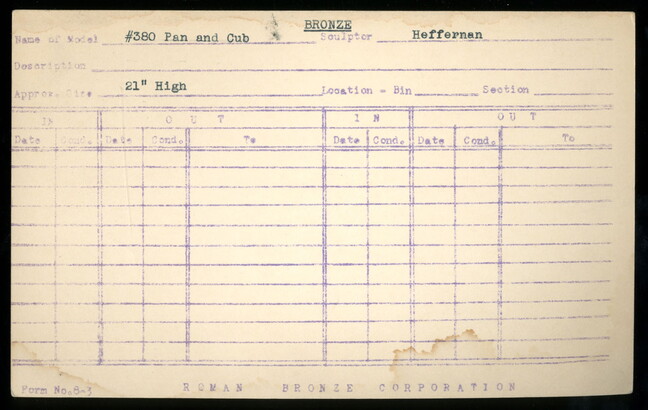 BRONZE
Name of Model #380 Pan and Cub Sculptor Heffernan
Description
Approx. Size 21" High Location - Bin Section
IN OUT IN OUT
Date Cond. Date Cond. To Date Cond. Date Cond. To
Form No.8-3 ROMAN BRONZE CORPORATION